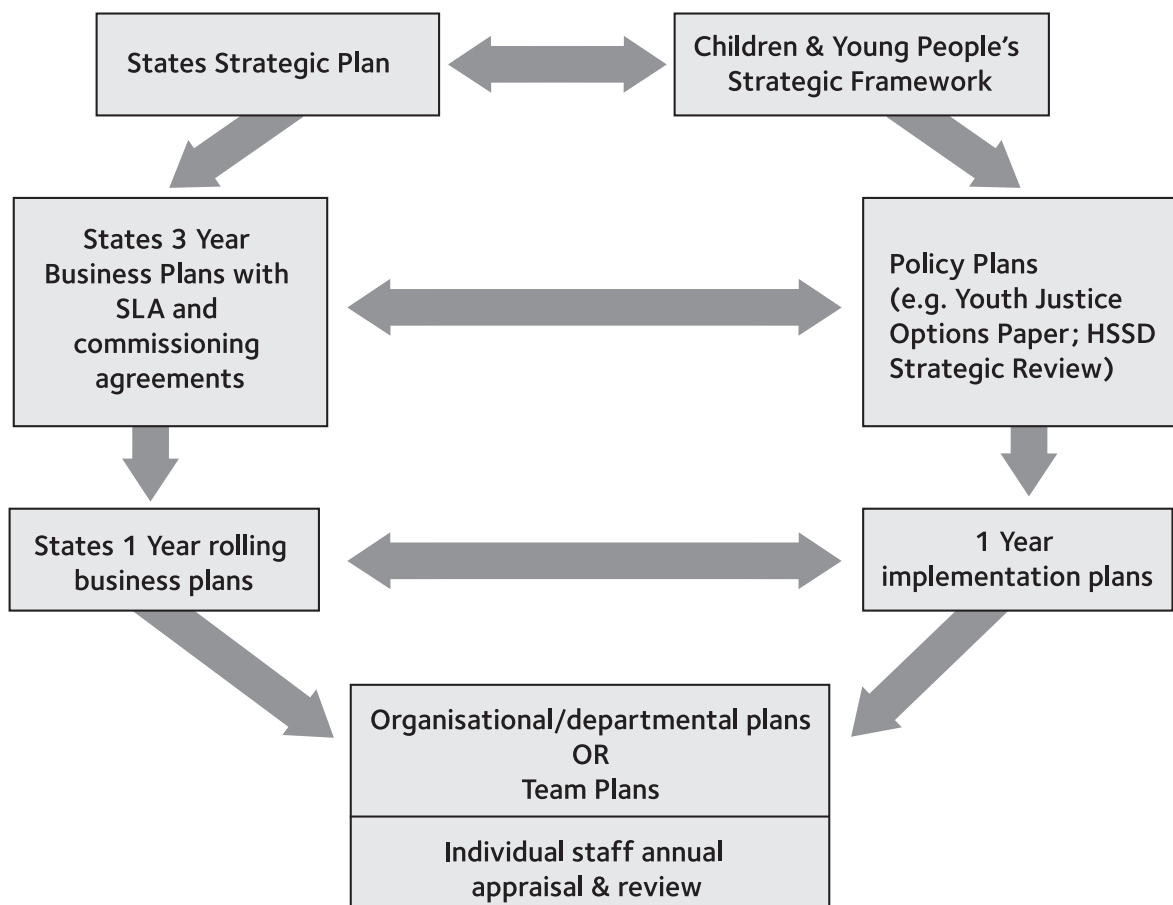 States Strategic Plan
Children & Young People’s
Strategic Framework
States 3 Year
Business Plans with
SLA and
commissioning
agreements
Policy Plans
(e.g. Youth Justice
Options Paper; HSSD
Strategic Review)
States 1 Year rolling
business plans
1 Year
implementation plans
Organisational/departmental plans
OR
Team Plans
Individual staff annual
appraisal & review